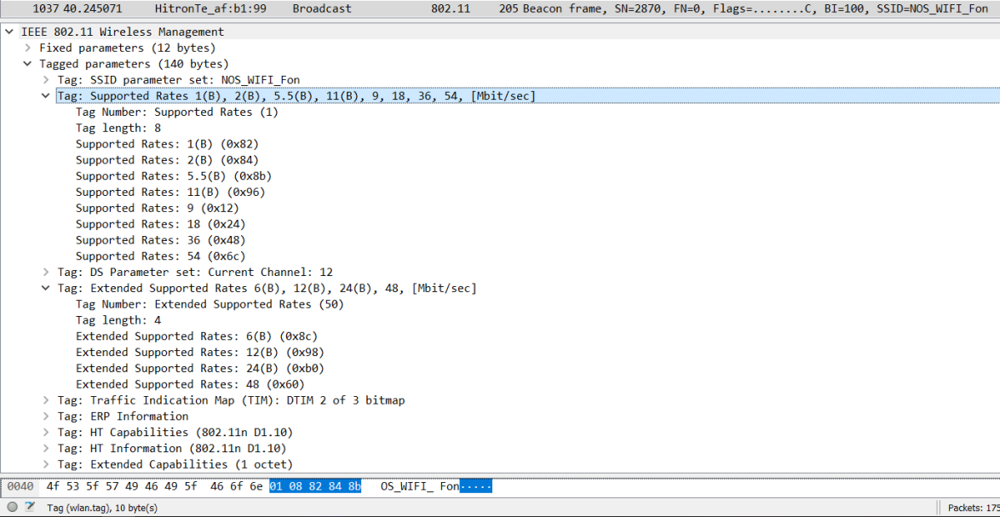 1037 40.245071 HitronTe_af:b1:99 Broadcast 802.11 205 Beacon frame, SN=2870, FN=0, Flags=........C, BI=100, SSID=NOS_WIFI_Fon
IEEE 802.11 Wireless Management
Fixed parameters (12 bytes)
Tagged parameters (140 bytes)
Tag: SSID parameter set: NOS_WIFI_Fon
Tag: Supported Rates 1(B), 2(B), 5.5(B), 11(B), 9, 18, 36, 54, [Mbit/sec]
Tag Number: Supported Rates (1)
Tag length: 8
Supported Rates: 1(B) (0x82)
Supported Rates: 2(B) (0x84)
Supported Rates: 5.5(B) (0x8b)
Supported Rates: 11(B) (0x96)
Supported Rates: 9 (0x12)
Supported Rates: 18 (0x24)
Supported Rates: 36 (0x48)
Supported Rates: 54 (0x6c)
Tag: DS Parameter set: Current Channel: 12
Tag: Extended Supported Rates 6(B), 12(B), 24(B), 48, [Mbit/sec]
Tag Number: Extended Supported Rates (50)
Tag length: 4
Extended Supported Rates: 6(B) (0x8c)
Extended Supported Rates: 12(B) (0x98)
Extended Supported Rates: 24(B) (0xb0)
Extended Supported Rates: 48 (0x60)
Tag: Traffic Indication Map (TIM): DTIM 2 of 3 bitmap
Tag: ERP Information
Tag: HT Capabilities (802.11n D1.10)
Tag: HT Information (802.11n D1.10)
Tag: Extended Capabilities (1 octet)
0040 4f 53 5f 57 49 46 49 5f 46 6f 6e 01 08 82 84 8b OS_WIFI_ Fon·····
Tag (wlan.tag), 10 byte(s) Packets: 175